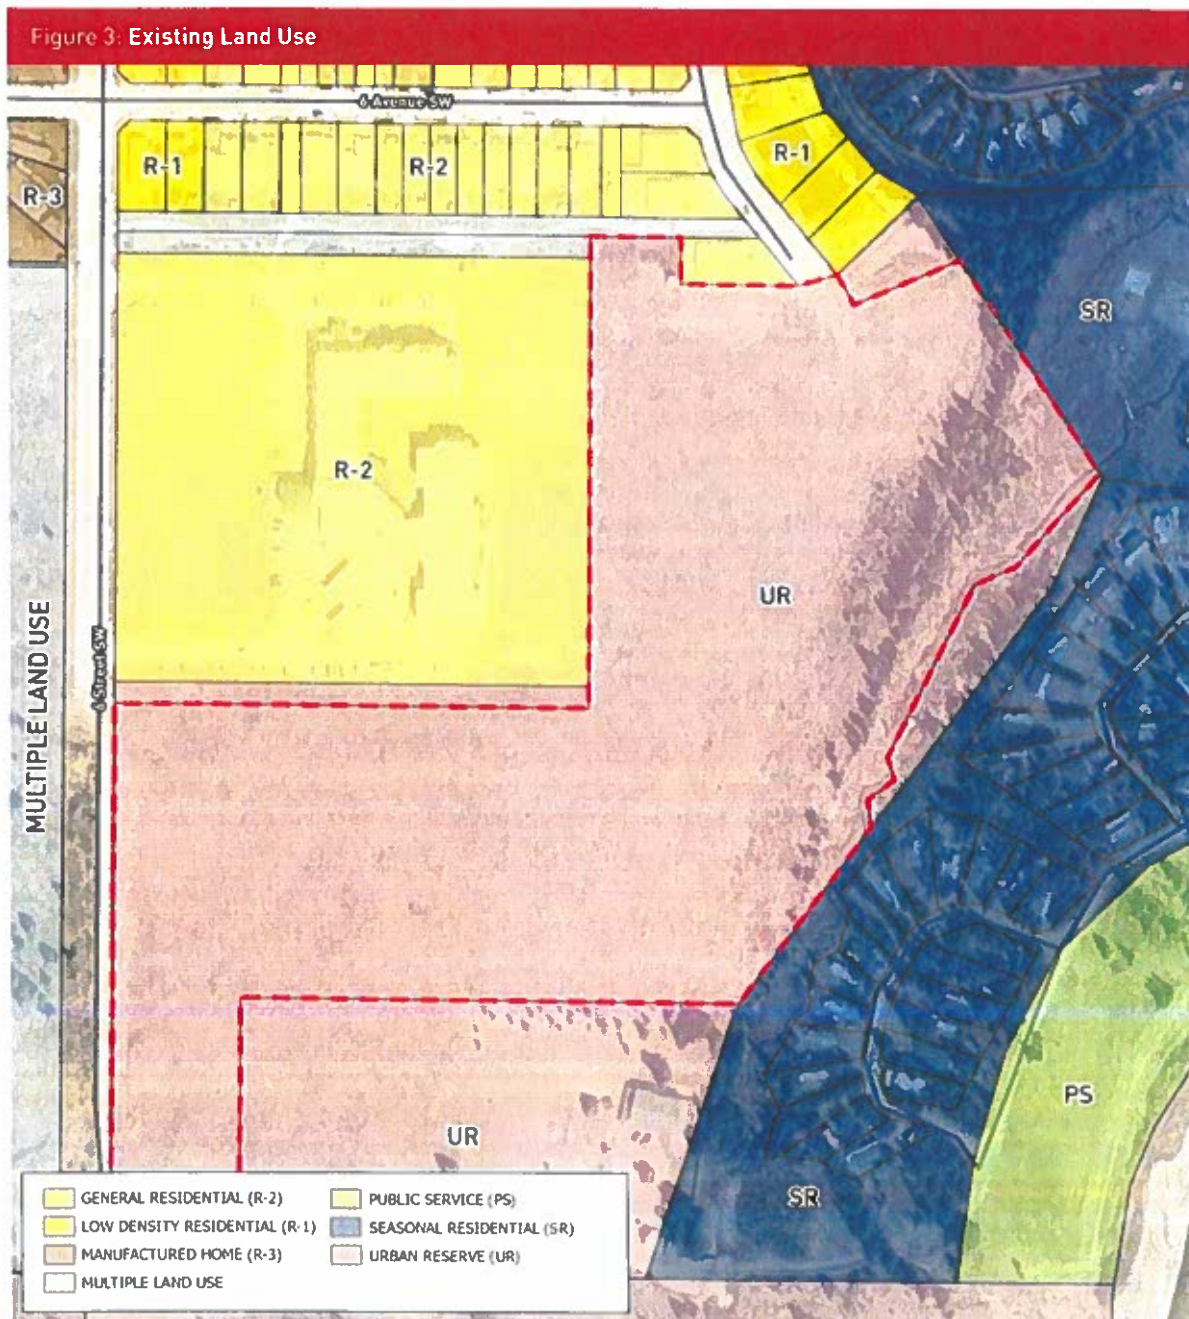 Figure 3: Existing Land Use
6 Avenue SW
R-1
R-2
R-1
R-3
SR
R-2
UR
6 Street SW
MULTIPLE LAND USE
PS
UR
SR
GENERAL RESIDENTIAL (R-2)
LOW DENSITY RESIDENTIAL (R-1)
MANUFACTURED HOME (R-3)
MULTIPLE LAND USE
PUBLIC SERVICE (PS)
SEASONAL RESIDENTIAL (SR)
URBAN RESERVE (UR)